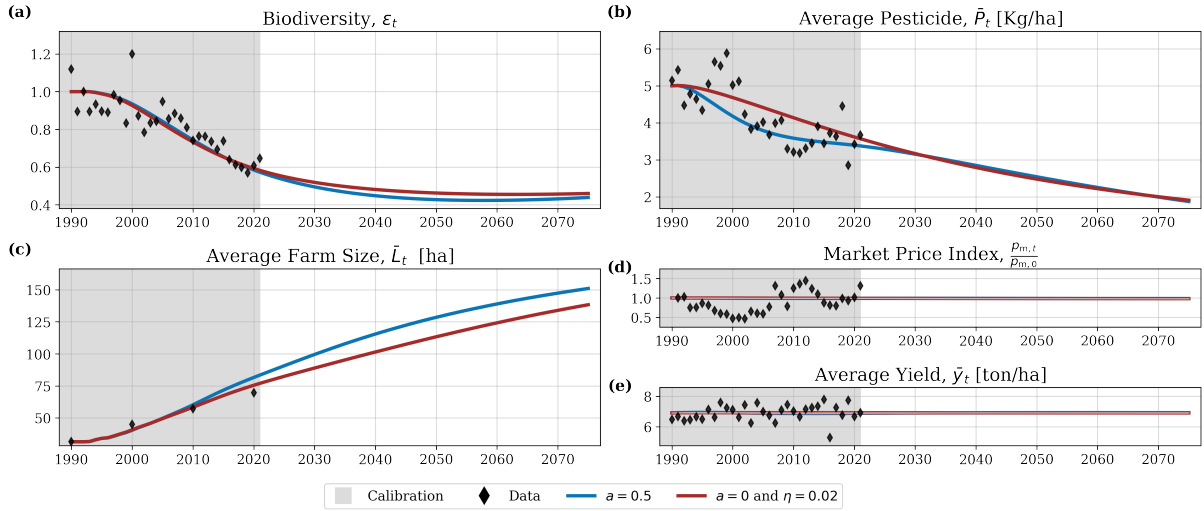 (a)
Biodiversity, εₜ
1.2
1.0
0.8
0.6
0.4
1990 2000 2010 2020 2030 2040 2050 2060 2070
(b)
Average Pesticide, P̄ₜ [Kg/ha]
6
5
4
3
2
1990 2000 2010 2020 2030 2040 2050 2060 2070
(c)
Average Farm Size, L̄ₜ [ha]
150
125
100
75
50
1990 2000 2010 2020 2030 2040 2050 2060 2070
(d)
Market Price Index, p_{m,t}/p_{m,0}
1.5
1.0
0.5
1990 2000 2010 2020 2030 2040 2050 2060 2070
(e)
Average Yield, ȳₜ [ton/ha]
8
6
1990 2000 2010 2020 2030 2040 2050 2060 2070
Calibration Data a = 0.5 a = 0 and η = 0.02